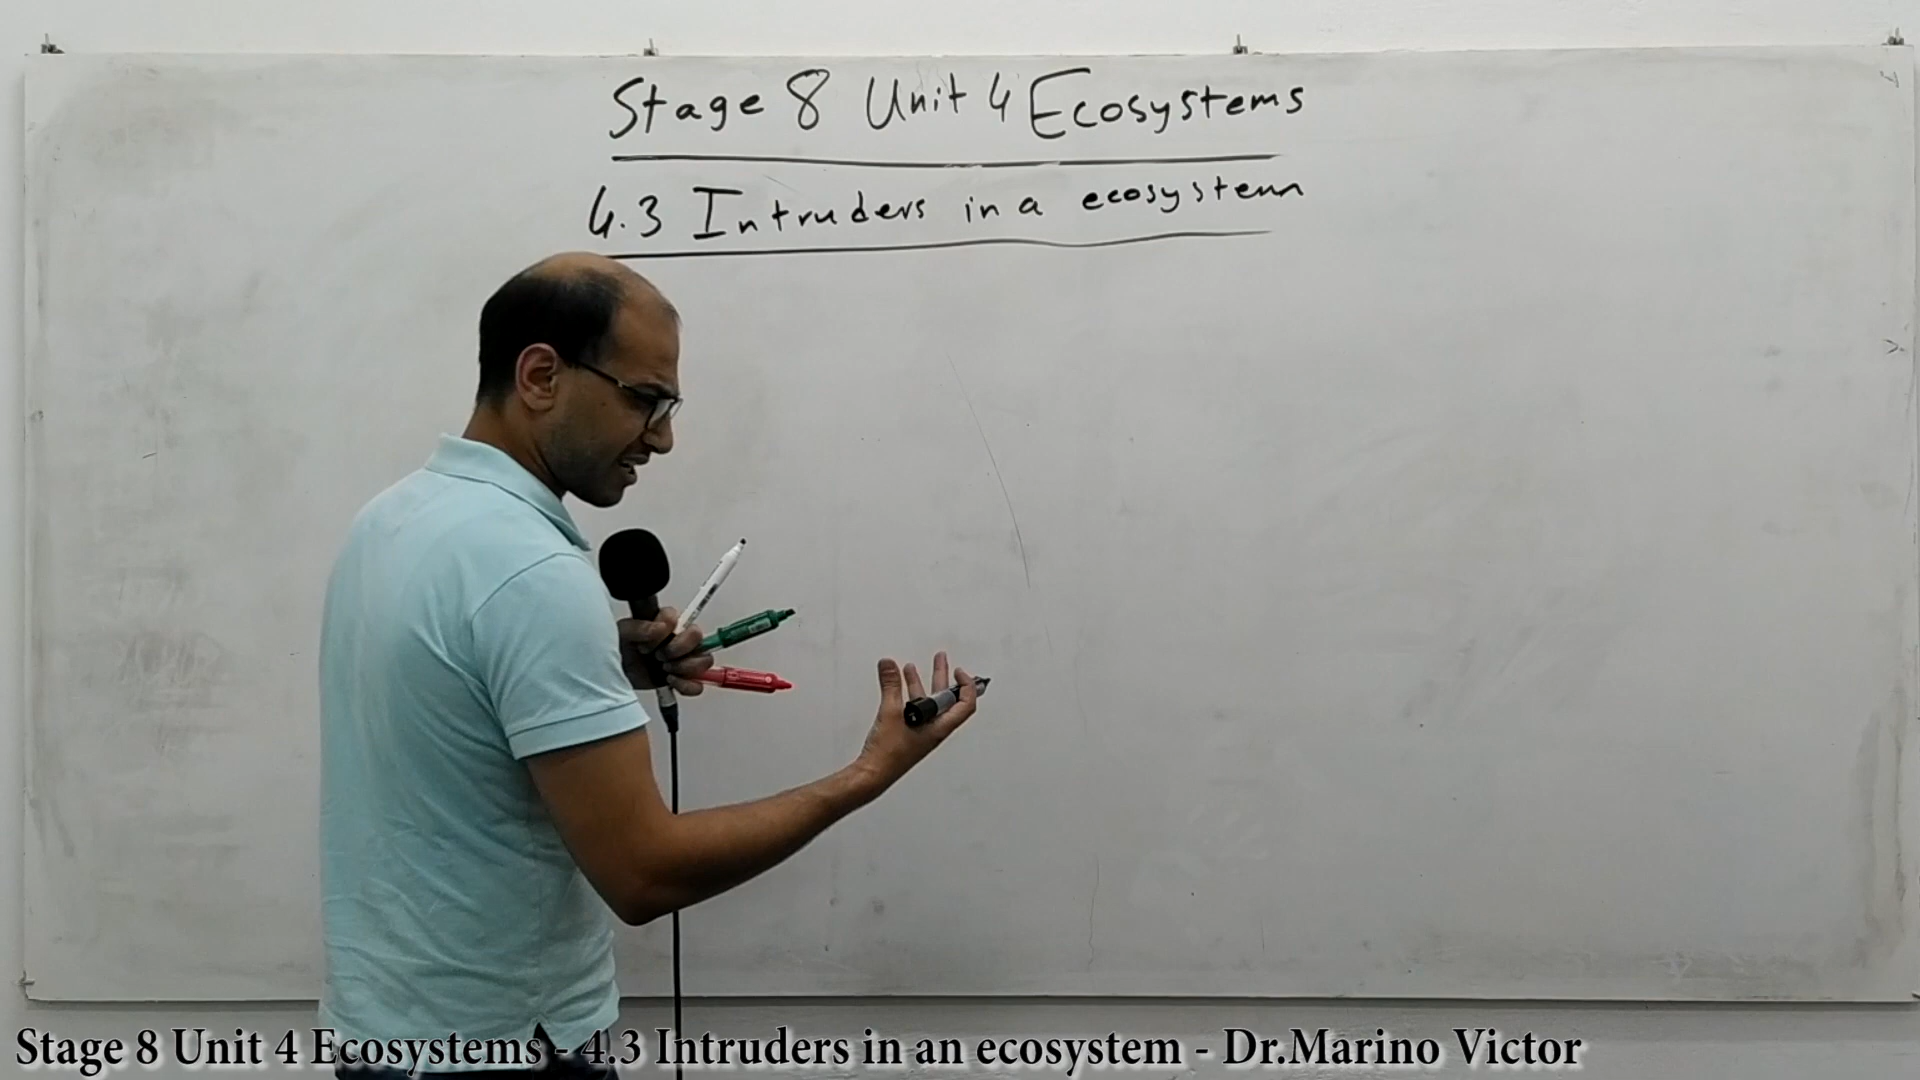 Stage 8 Unit 4 Ecosystems
4.3 Intruders in a ecosystem
Stage 8 Unit 4 Ecosystems - 4.3 Intruders in an ecosystem - Dr.Marino Victor